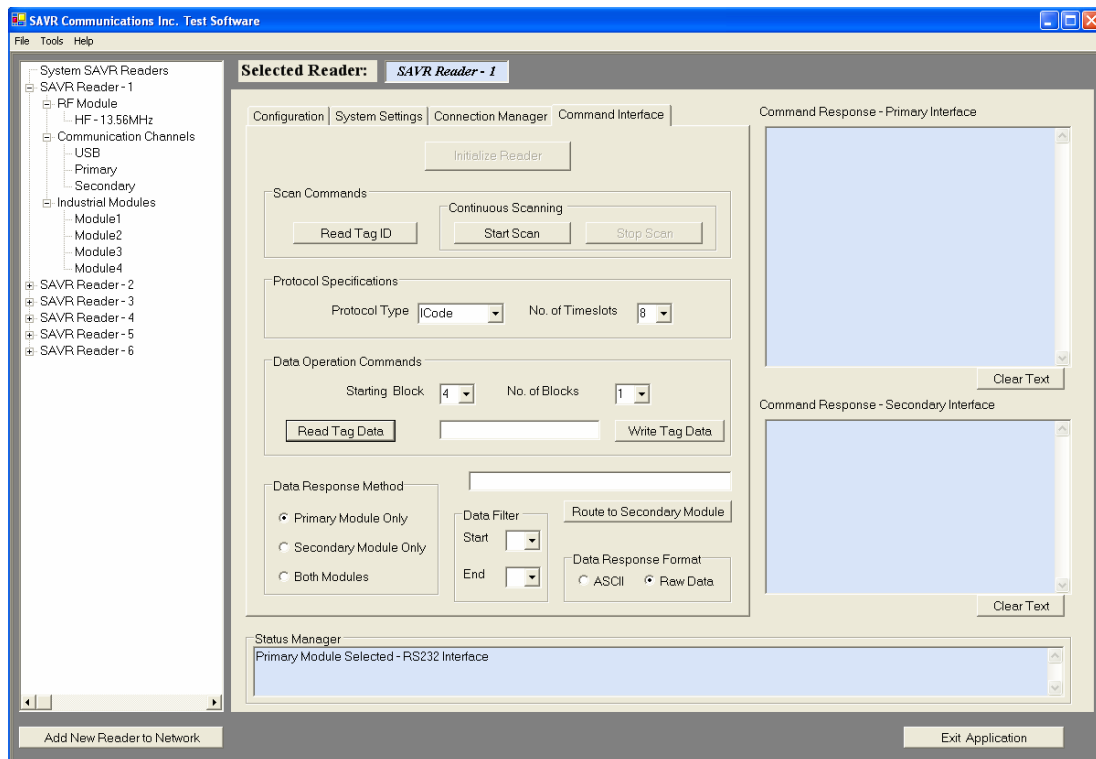 SAVR Communications Inc. Test Software
File Tools Help
System SAVR Readers
SAVR Reader - 1
RF Module
HF - 13.56MHz
Communication Channels
USB
Primary
Secondary
Industrial Modules
Module1
Module2
Module3
Module4
SAVR Reader - 2
SAVR Reader - 3
SAVR Reader - 4
SAVR Reader - 5
SAVR Reader - 6
Add New Reader to Network
Selected Reader: SAVR Reader - 1
Configuration System Settings Connection Manager Command Interface
Initialize Reader
Scan Commands
Continuous Scanning
Read Tag ID Start Scan Stop Scan
Protocol Specifications
Protocol Type ICode No. of Timeslots 8
Data Operation Commands
Starting Block 4 No. of Blocks 1
Read Tag Data Write Tag Data
Data Response Method
Primary Module Only
Secondary Module Only
Both Modules
Data Filter
Start
End
Route to Secondary Module
Data Response Format
ASCII Raw Data
Command Response - Primary Interface
Clear Text
Command Response - Secondary Interface
Clear Text
Status Manager
Primary Module Selected - RS232 Interface
Exit Application